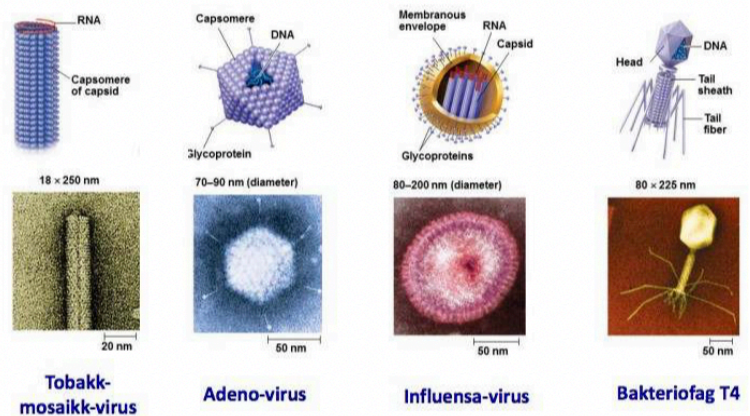 RNA
Capsomere
of capsid
18 × 250 nm
20 nm
Tobakk-
mosaikk-virus
Capsomere
DNA
Glycoprotein
70–90 nm (diameter)
50 nm
Adeno-virus
Membranous
envelope
RNA
Capsid
Glycoproteins
80–200 nm (diameter)
50 nm
Influensa-virus
Head
DNA
Tail
sheath
Tail
fiber
80 × 225 nm
50 nm
Bakteriofag T4